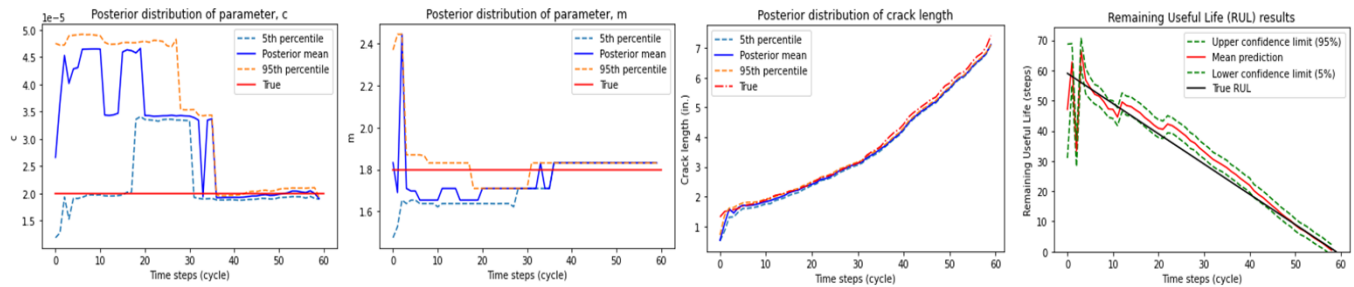 Posterior distribution of parameter, c
1e-5
5.0
4.5
4.0
3.5
3.0
2.5
2.0
1.5
c
5th percentile
Posterior mean
95th percentile
True
0 10 20 30 40 50 60
Time steps (cycle)
Posterior distribution of parameter, m
2.4
2.2
2.0
1.8
1.6
m
5th percentile
Posterior mean
95th percentile
True
0 10 20 30 40 50 60
Time steps (cycle)
Posterior distribution of crack length
7
6
5
4
3
2
1
Crack length (in.)
5th percentile
Posterior mean
95th percentile
True
0 10 20 30 40 50 60
Time steps (cycle)
Remaining Useful Life (RUL) results
70
60
50
40
30
20
10
0
Remaining Useful Life (steps)
Upper confidence limit (95%)
Mean prediction
Lower confidence limit (5%)
True RUL
0 10 20 30 40 50 60
Time steps (cycle)